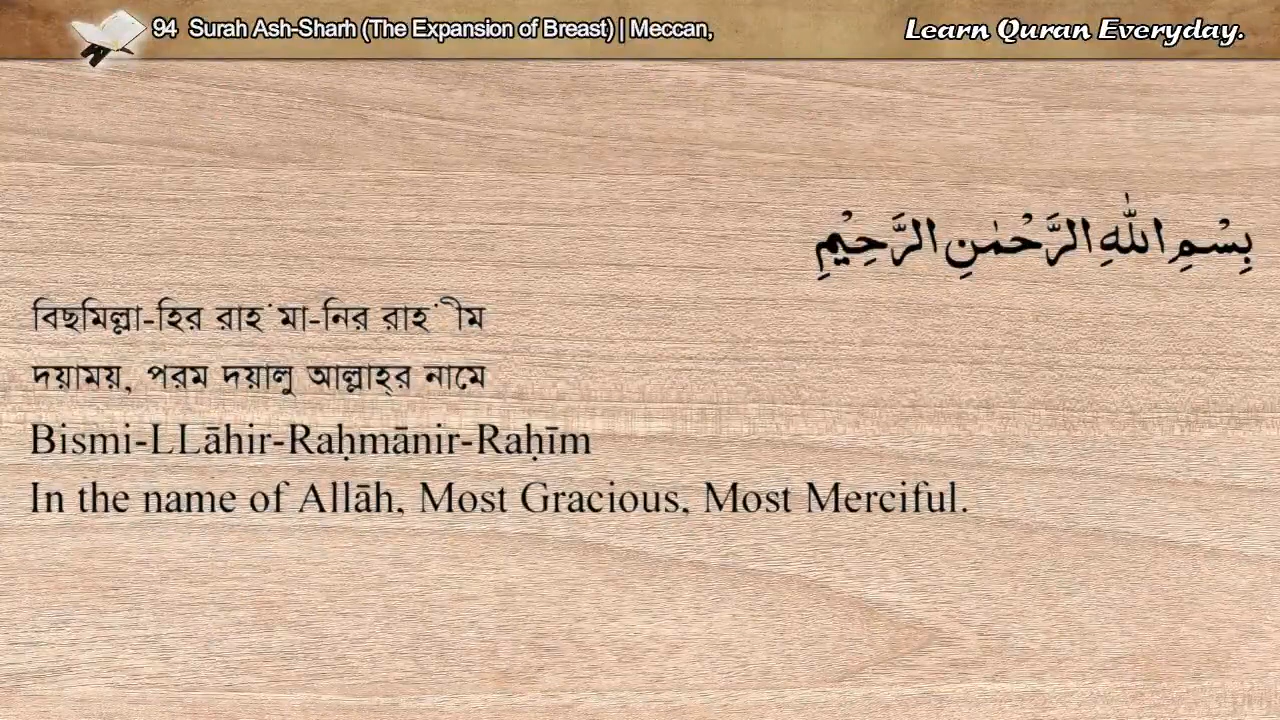 94 Surah Ash-Sharh (The Expansion of Breast) | Meccan,
Learn Quran Everyday.
بِسْمِ اللّٰهِ الرَّحْمٰنِ الرَّحِيْمِ
বিছমিল্লা-হির রাহ'মা-নির রাহ'ীম
দয়াময়, পরম দয়ালু আল্লাহ্‌র নামে
Bismi-LLāhir-Raḥmānir-Raḥīm
In the name of Allāh, Most Gracious, Most Merciful.